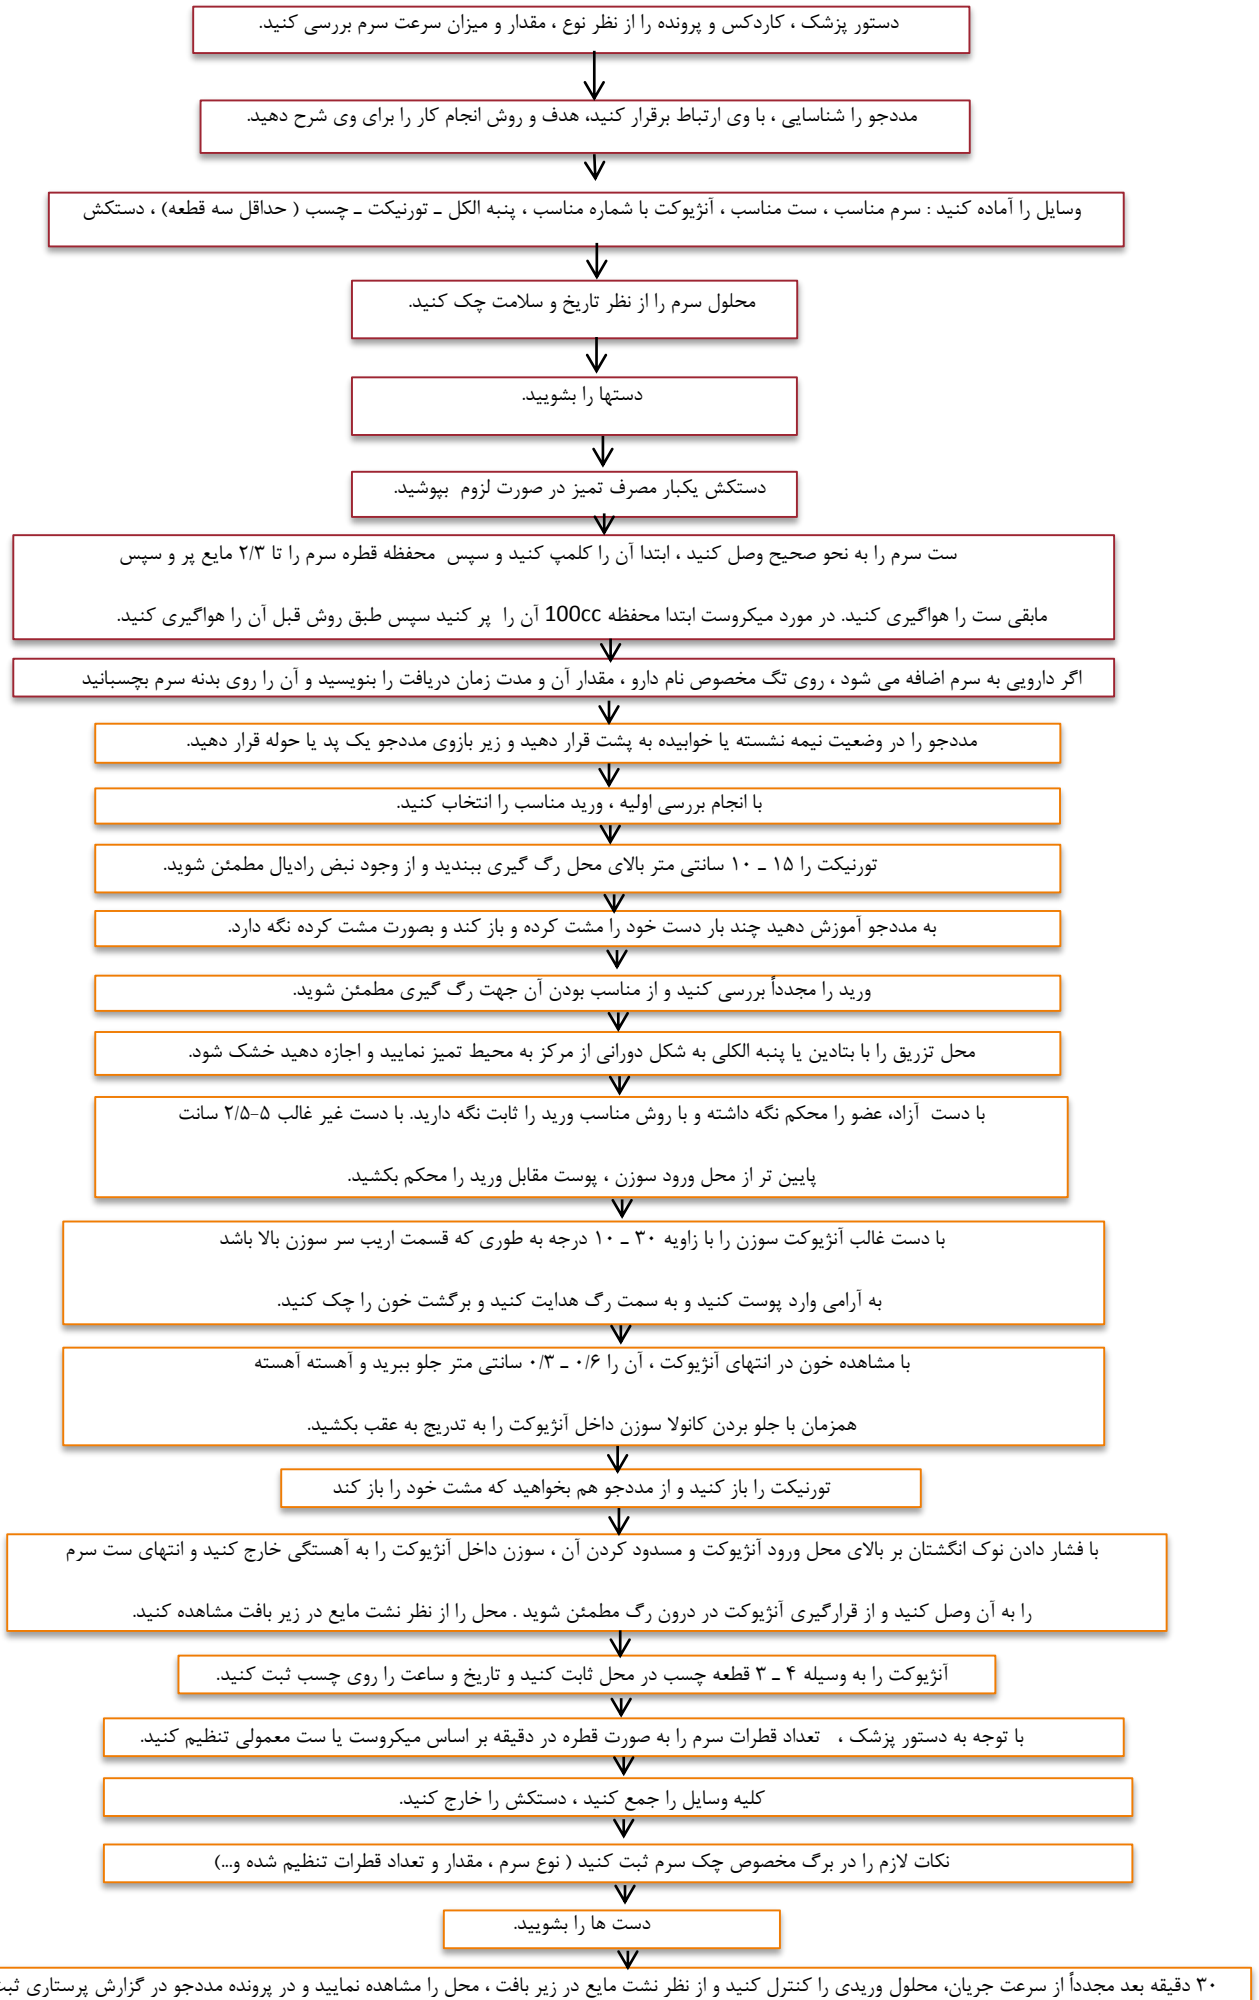 دستور پزشک ، کاردکس و پرونده را از نظر نوع ، مقدار و میزان سرعت سرم بررسی کنید.
مددجو را شناسایی ، با وی ارتباط برقرار کنید، هدف و روش انجام کار را برای وی شرح دهید.
وسایل را آماده کنید : سرم مناسب ، ست مناسب ، آنژیوکت با شماره مناسب ، پنبه الکل ـ تورنیکت ـ چسب ( حداقل سه قطعه) ، دستکش
محلول سرم را از نظر تاریخ و سلامت چک کنید.
دستها را بشویید.
دستکش یکبار مصرف تمیز در صورت لزوم بپوشید.
ست سرم را به نحو صحیح وصل کنید ، ابتدا آن را کلمپ کنید و سپس محفظه قطره سرم را تا ۲/۳ مایع پر و سپس
مابقی ست را هواگیری کنید. در مورد میکروست ابتدا محفظه 100cc آن را پر کنید سپس طبق روش قبل آن را هواگیری کنید.
اگر دارویی به سرم اضافه می شود ، روی تگ مخصوص نام دارو ، مقدار آن و مدت زمان دریافت را بنویسید و آن را روی بدنه سرم بچسبانید
مددجو را در وضعیت نیمه نشسته یا خوابیده به پشت قرار دهید و زیر بازوی مددجو یک پد یا حوله قرار دهید.
با انجام بررسی اولیه ، ورید مناسب را انتخاب کنید.
تورنیکت را ۱۵ ـ ۱۰ سانتی متر بالای محل رگ گیری ببندید و از وجود نبض رادیال مطمئن شوید.
به مددجو آموزش دهید چند بار دست خود را مشت کرده و باز کند و بصورت مشت کرده نگه دارد.
ورید را مجدداً بررسی کنید و از مناسب بودن آن جهت رگ گیری مطمئن شوید.
محل تزریق را با بتادین یا پنبه الکلی به شکل دورانی از مرکز به محیط تمیز نمایید و اجازه دهید خشک شود.
با دست آزاد، عضو را محکم نگه داشته و با روش مناسب ورید را ثابت نگه دارید. با دست غیر غالب ۵-۲/۵ سانت
پایین تر از محل ورود سوزن ، پوست مقابل ورید را محکم بکشید.
با دست غالب آنژیوکت سوزن را با زاویه ۳۰ ـ ۱۰ درجه به طوری که قسمت اریب سر سوزن بالا باشد
به آرامی وارد پوست کنید و به سمت رگ هدایت کنید و برگشت خون را چک کنید.
با مشاهده خون در انتهای آنژیوکت ، آن را ۰/۶ ـ ۰/۳ سانتی متر جلو ببرید و آهسته آهسته
همزمان با جلو بردن کانولا سوزن داخل آنژیوکت را به تدریج به عقب بکشید.
تورنیکت را باز کنید و از مددجو هم بخواهید که مشت خود را باز کند
با فشار دادن نوک انگشتان بر بالای محل ورود آنژیوکت و مسدود کردن آن ، سوزن داخل آنژیوکت را به آهستگی خارج کنید و انتهای ست سرم
را به آن وصل کنید و از قرارگیری آنژیوکت در درون رگ مطمئن شوید . محل را از نظر نشت مایع در زیر بافت مشاهده کنید.
آنژیوکت را به وسیله ۴ ـ ۳ قطعه چسب در محل ثابت کنید و تاریخ و ساعت را روی چسب ثبت کنید.
با توجه به دستور پزشک ، تعداد قطرات سرم را به صورت قطره در دقیقه بر اساس میکروست یا ست معمولی تنظیم کنید.
کلیه وسایل را جمع کنید ، دستکش را خارج کنید.
نکات لازم را در برگ مخصوص چک سرم ثبت کنید ( نوع سرم ، مقدار و تعداد قطرات تنظیم شده و...)
دست ها را بشویید.
۳۰ دقیقه بعد مجدداً از سرعت جریان، محلول وریدی را کنترل کنید و از نظر نشت مایع در زیر بافت ، محل را مشاهده نمایید و در پرونده مددجو در گزارش پرستاری ثبت